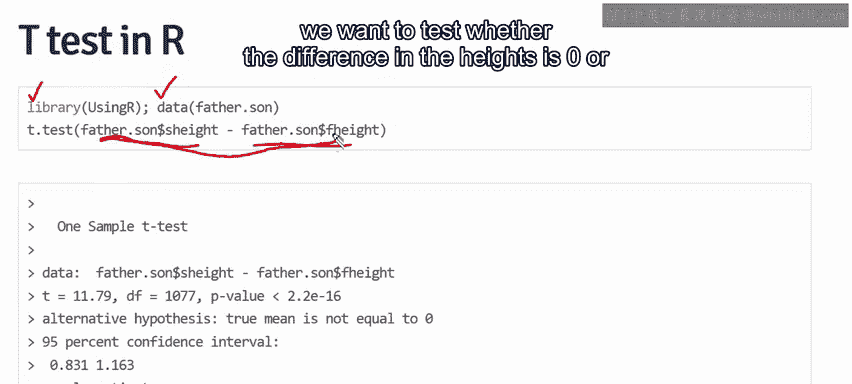 T test in R
we want to test whether
the difference in the heights is 0 or
library(UsingR); data(father.son)
t.test(father.son$sheight - father.son$fheight)
>
> One Sample t-test
>
> data: father.son$sheight - father.son$fheight
> t = 11.79, df = 1077, p-value < 2.2e-16
> alternative hypothesis: true mean is not equal to 0
> 95 percent confidence interval:
> 0.831 1.163